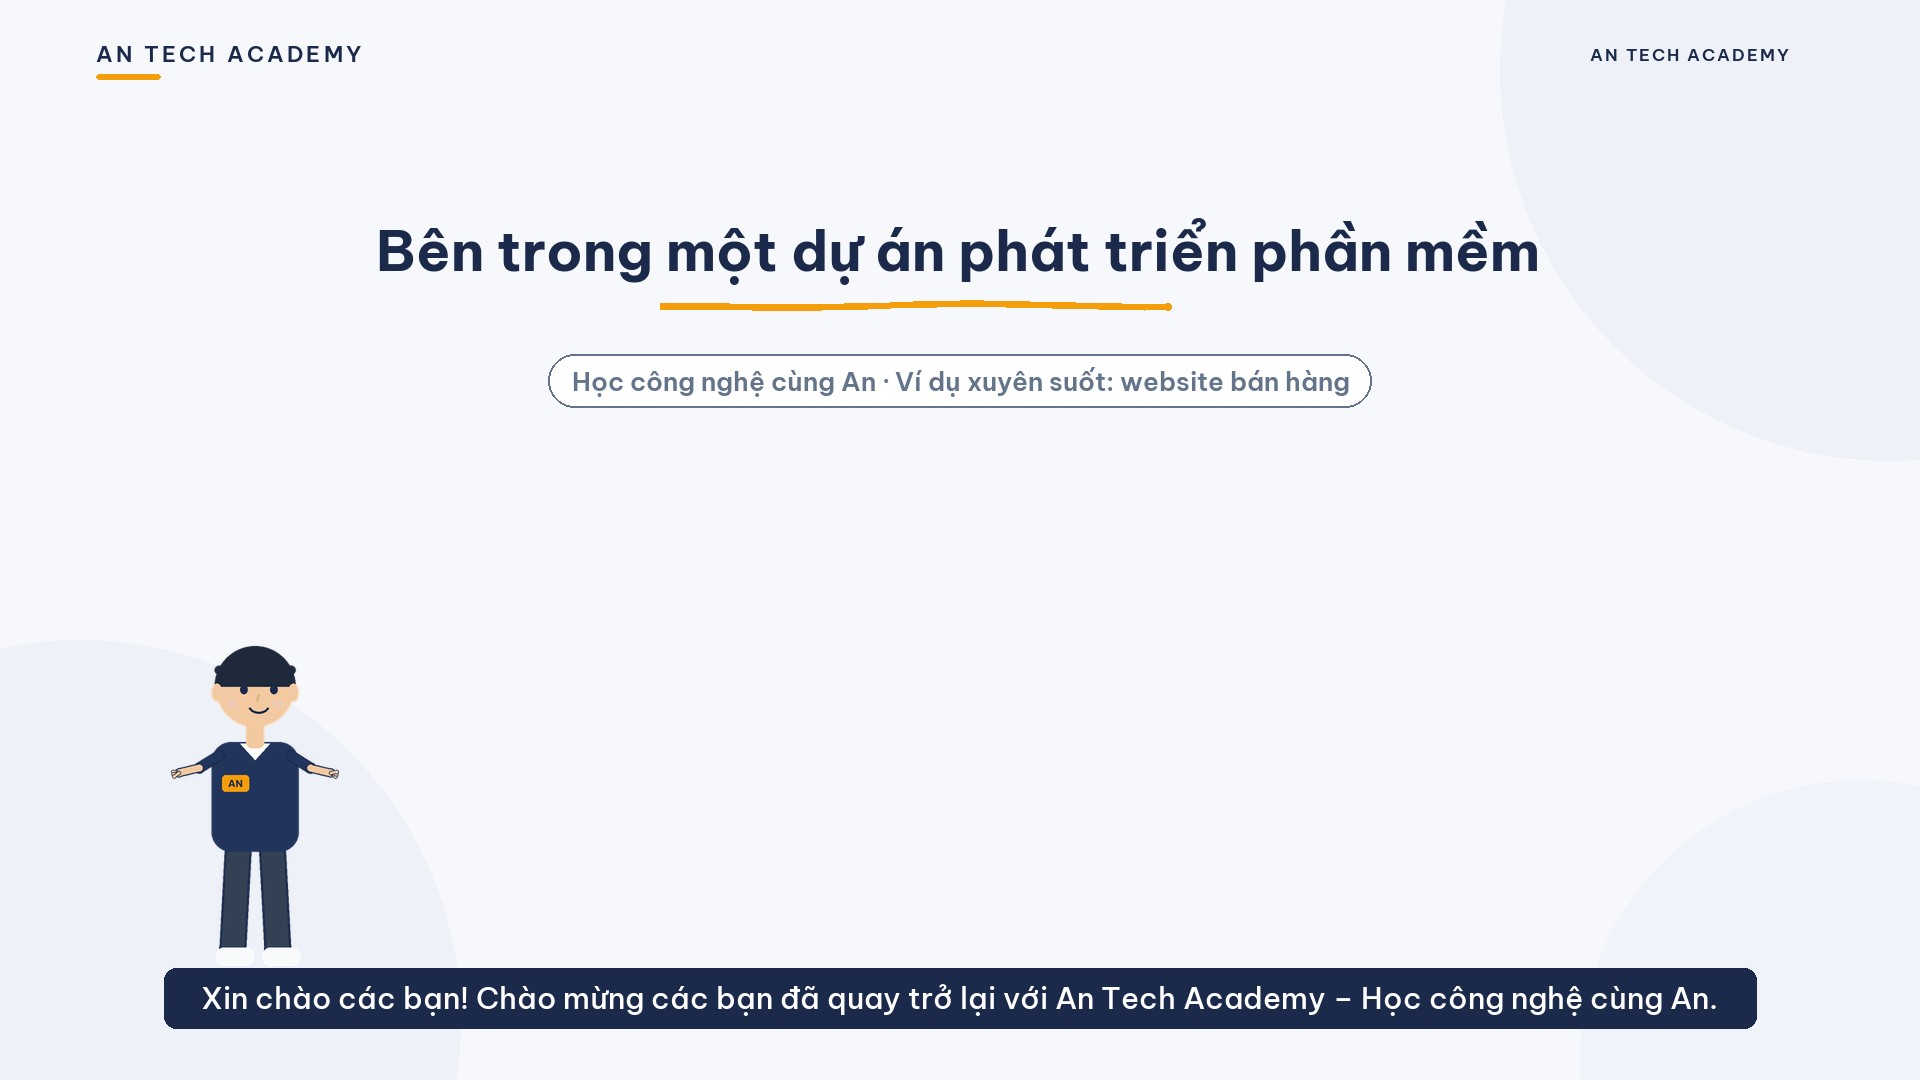 AN TECH ACADEMY
AN TECH ACADEMY
Bên trong một dự án phát triển phần mềm
Học công nghệ cùng An · Ví dụ xuyên suốt: website bán hàng
AN
Xin chào các bạn! Chào mừng các bạn đã quay trở lại với An Tech Academy – Học công nghệ cùng An.